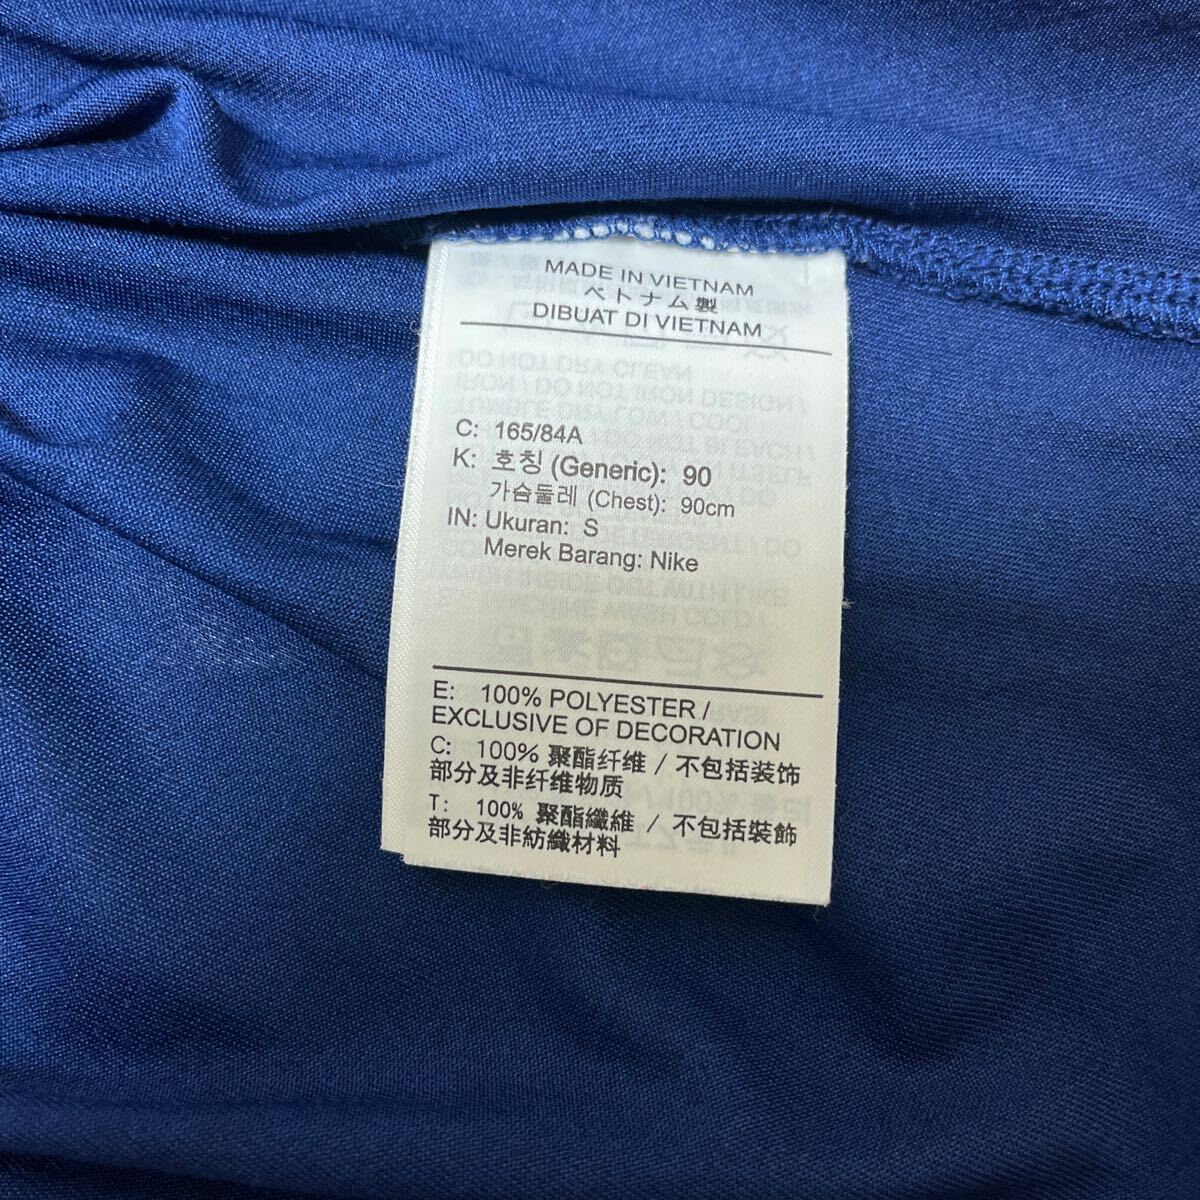 MADE IN VIETNAM
ベトナム製
DIBUAT DI VIETNAM
C: 165/84A
K: 호칭 (Generic): 90
가슴둘레 (Chest): 90cm
IN: Ukuran: S
Merek Barang: Nike
E: 100% POLYESTER /
EXCLUSIVE OF DECORATION
C: 100% 聚酯纤维 / 不包括装饰
部分及非纤维物质
T: 100% 聚酯纖維 / 不包括裝飾
部分及非紡織材料